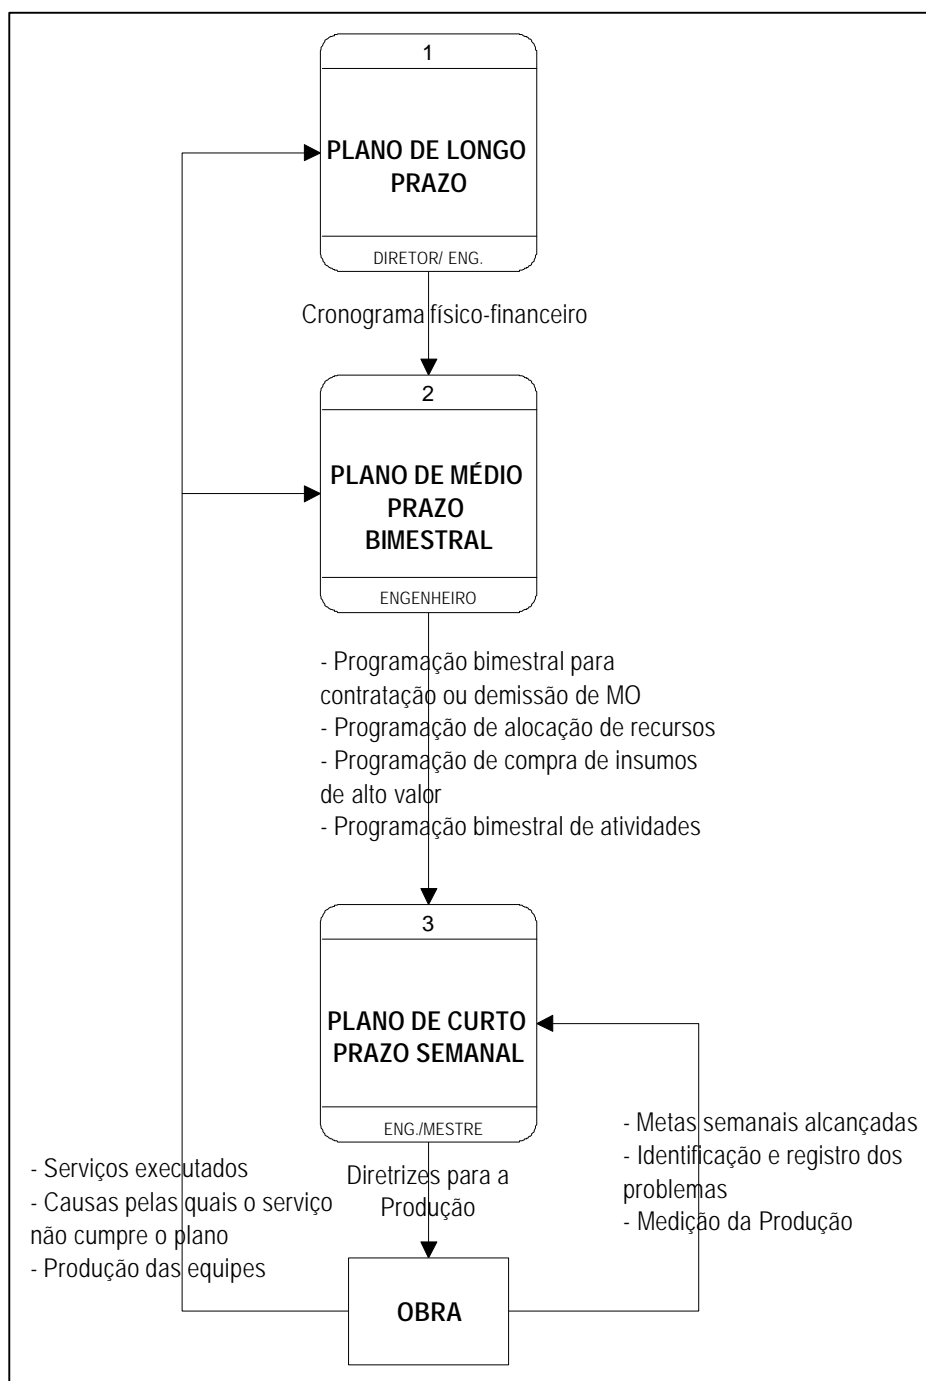 1
PLANO DE LONGO
PRAZO
DIRETOR/ ENG.
Cronograma físico-financeiro
2
PLANO DE MÉDIO
PRAZO
BIMESTRAL
ENGENHEIRO
- Programação bimestral para
contratação ou demissão de MO
- Programação de alocação de recursos
- Programação de compra de insumos
de alto valor
- Programação bimestral de atividades
3
PLANO DE CURTO
PRAZO SEMANAL
ENG./MESTRE
- Metas semanais alcançadas
- Identificação e registro dos
problemas
- Medição da Produção
- Serviços executados
- Causas pelas quais o serviço
não cumpre o plano
- Produção das equipes
Diretrizes para a
Produção
OBRA